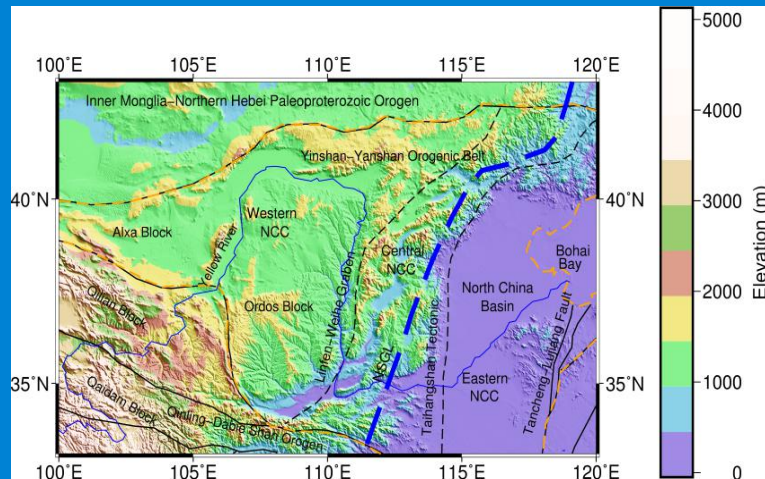 100°E 105°E 110°E 115°E 120°E
5000
Inner Monglia–Northern Hebei Paleoproterozoic Orogen
Yinshan–Yanshan Orogenic Belt
4000
40°N
40°N
Western
NCC
Alxa Block
Yellow River
Central
NCC
Bohai
Bay
3000
Elevation (m)
Qilian Block
Ordos Block
Linfen–Weihe Graben
North China
Basin
2000
NSGL
Taihangshan Tectonic
Tancheng–Lujiang Fault
35°N
35°N
Eastern
NCC
1000
Qaidam Block
Qinling–Dabie Shan Orogen
0
100°E 105°E 110°E 115°E 120°E